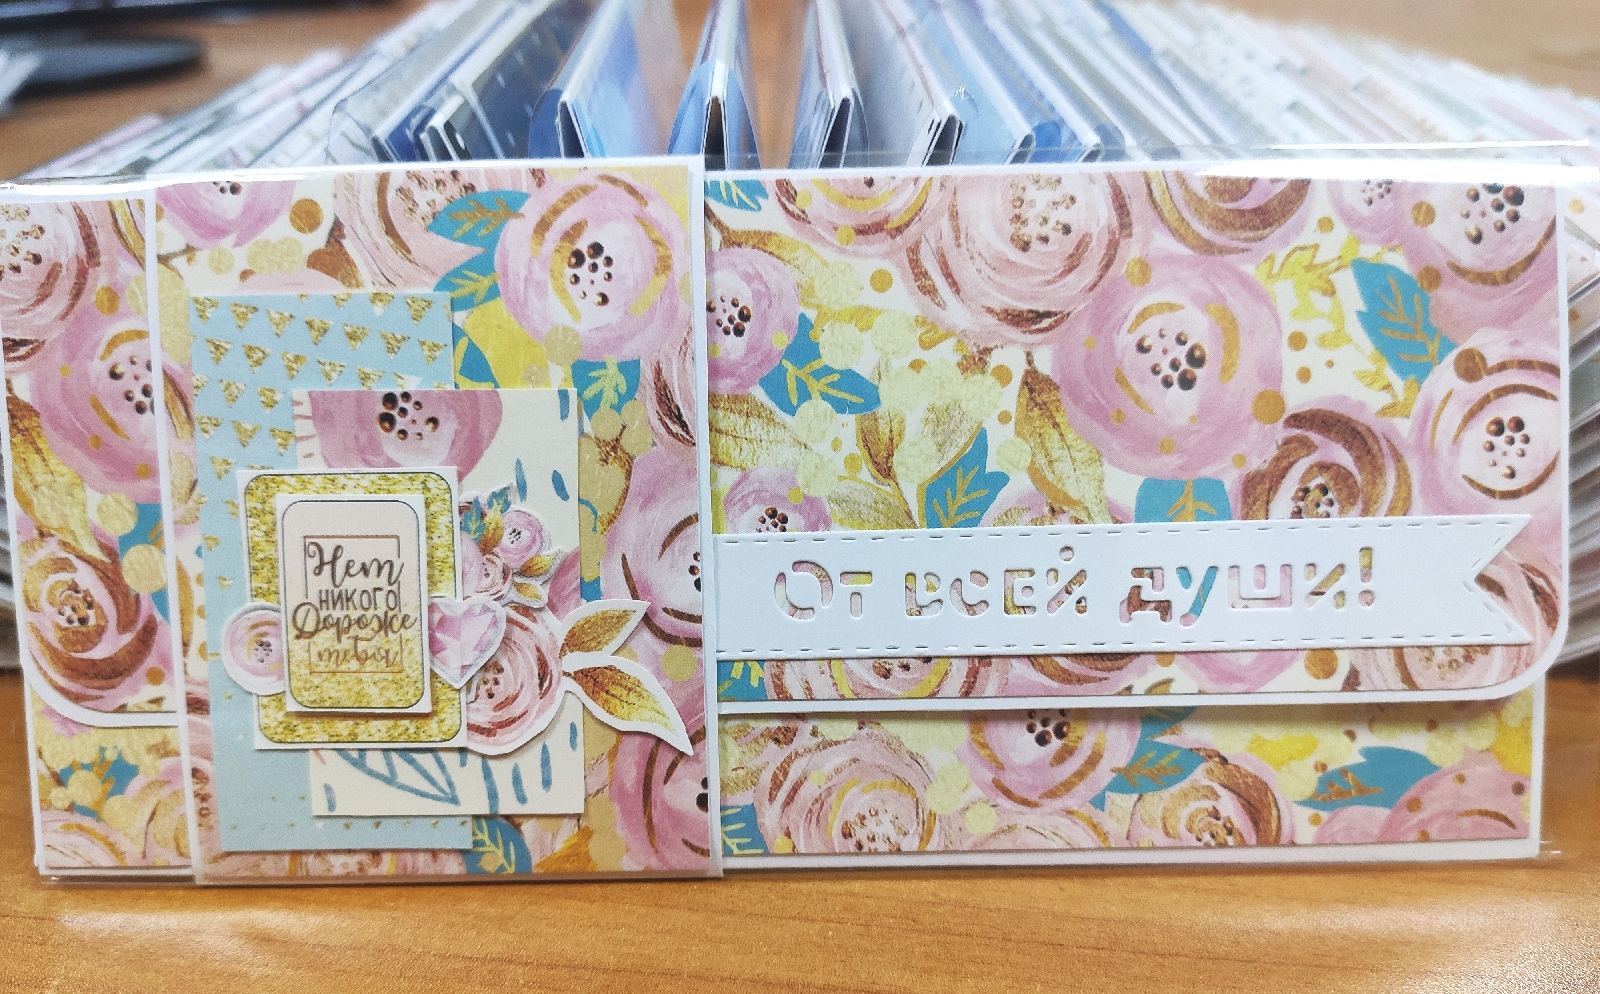 Нет
никого
Дороже
тебя
От всей души!